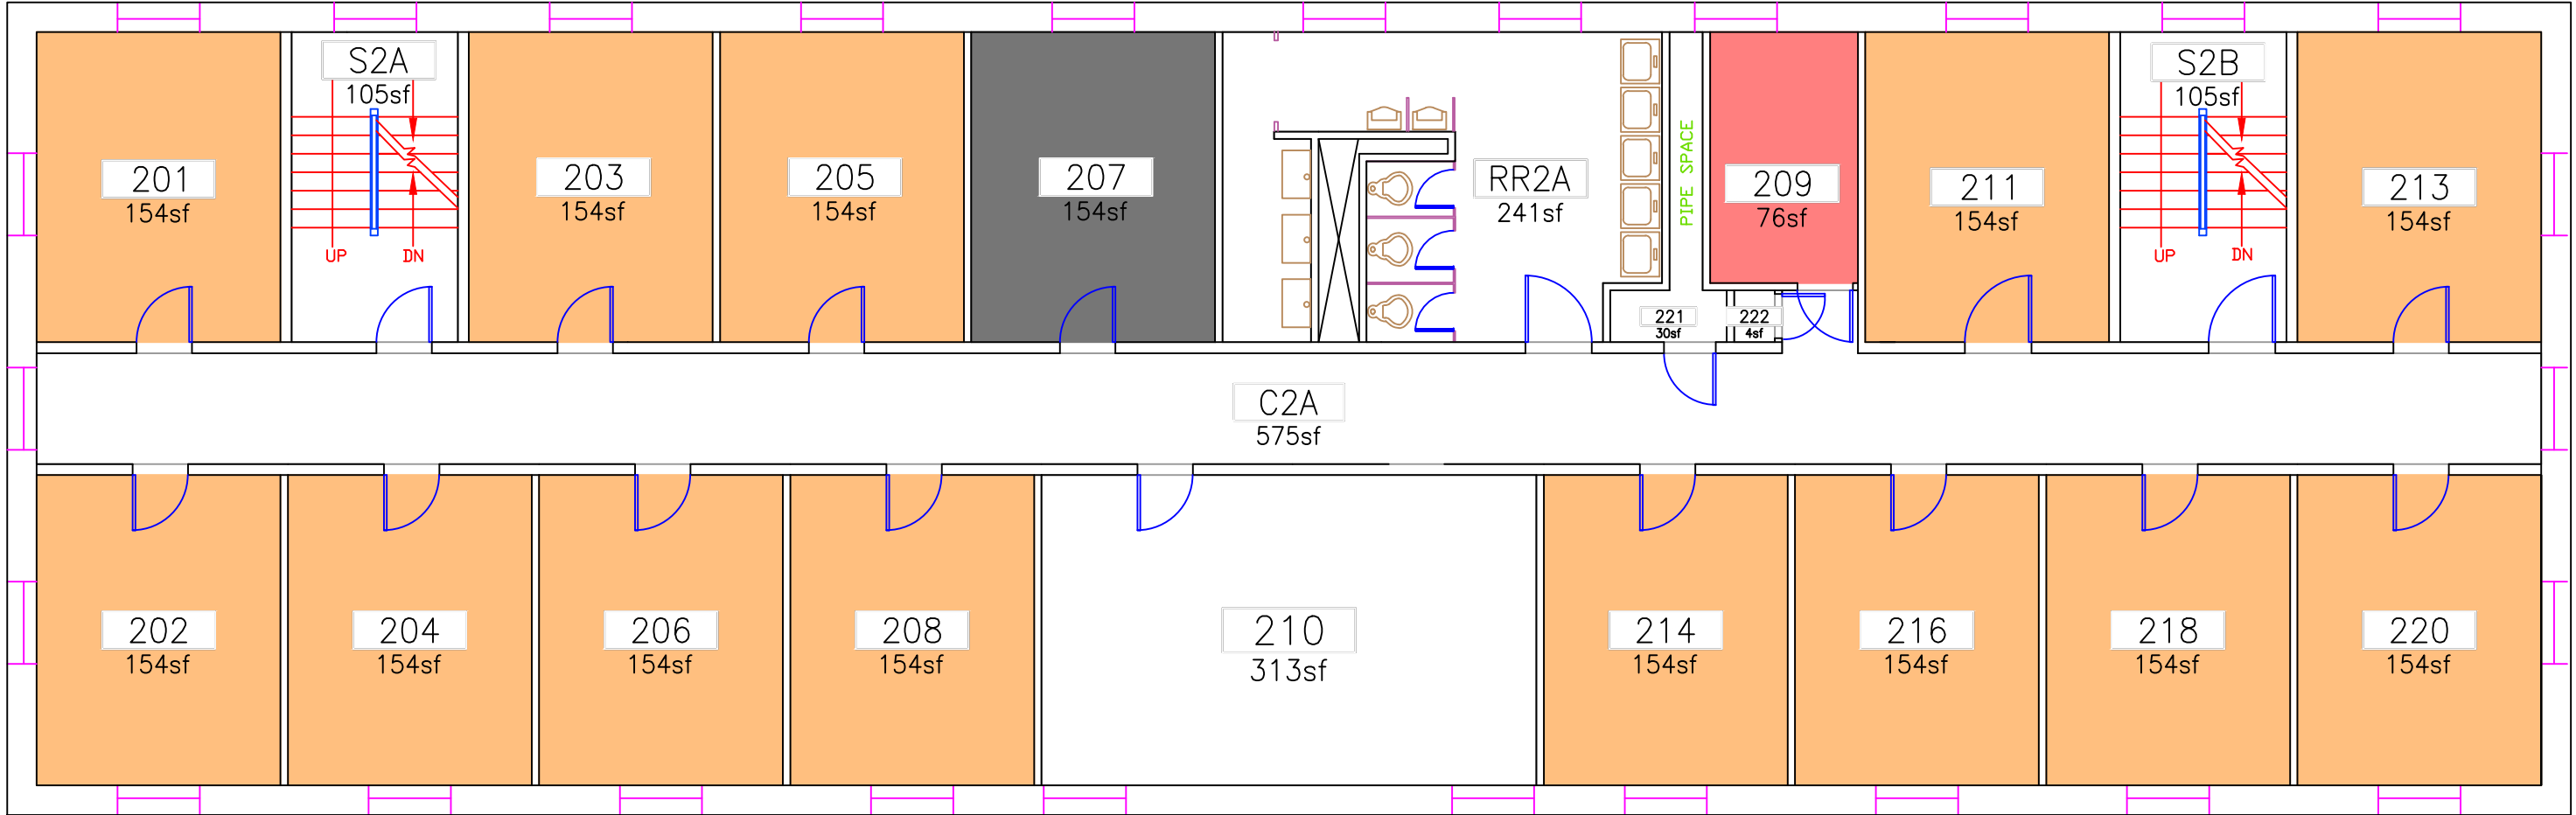 201
154sf
S2A
105sf
UP
DN
203
154sf
205
154sf
207
154sf
RR2A
241sf
PIPE SPACE
209
76sf
211
154sf
S2B
105sf
UP
DN
213
154sf
221
30sf
222
4sf
C2A
575sf
202
154sf
204
154sf
206
154sf
208
154sf
210
313sf
214
154sf
216
154sf
218
154sf
220
154sf